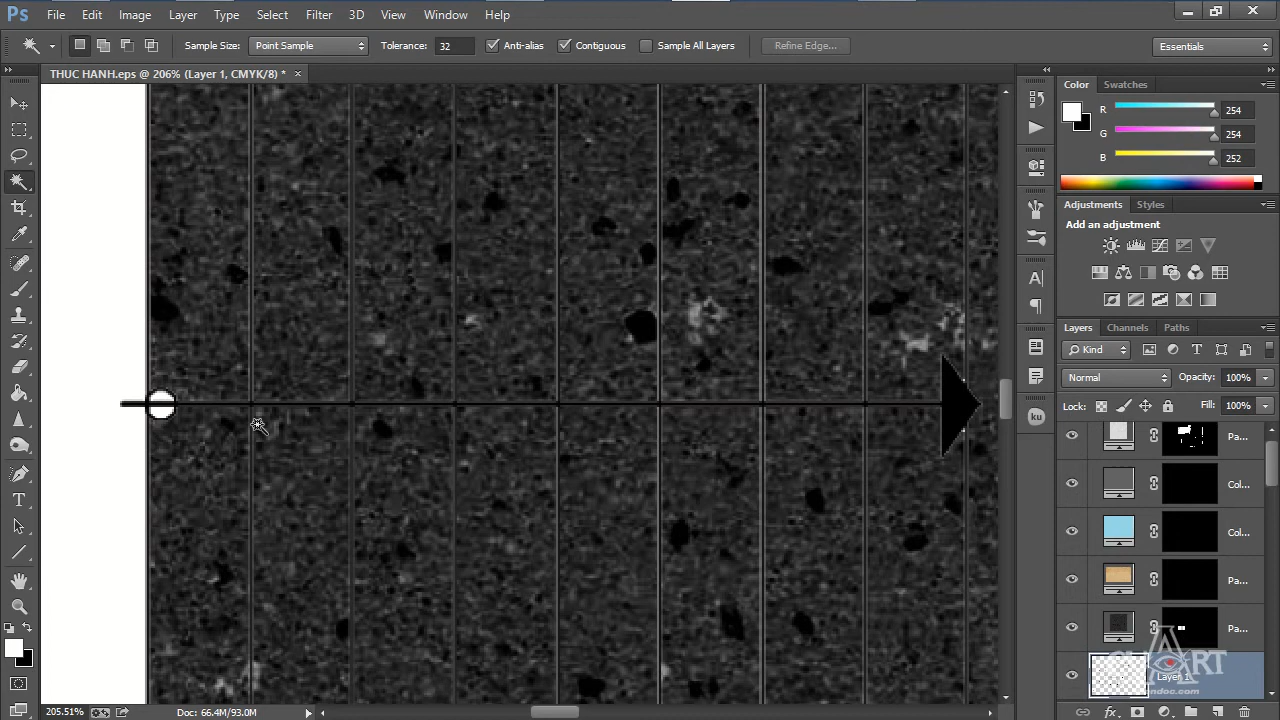 Ps File Edit Image Layer Type Select Filter 3D View Window Help
Sample Size: Point Sample Tolerance: 32 Anti-alias Contiguous Sample All Layers Refine Edge... Essentials
THUC HANH.eps @ 206% (Layer 1, CMYK/8) * ×
Color Swatches
R 254
G 254
B 252
Adjustments Styles
Add an adjustment
Layers Channels Paths
Kind
Normal Opacity: 100%
Lock: Fill: 100%
Pa...
Col...
Col...
Pa...
Pa...
Layer 1
ku
205.51% Doc: 66.4M/93.0M